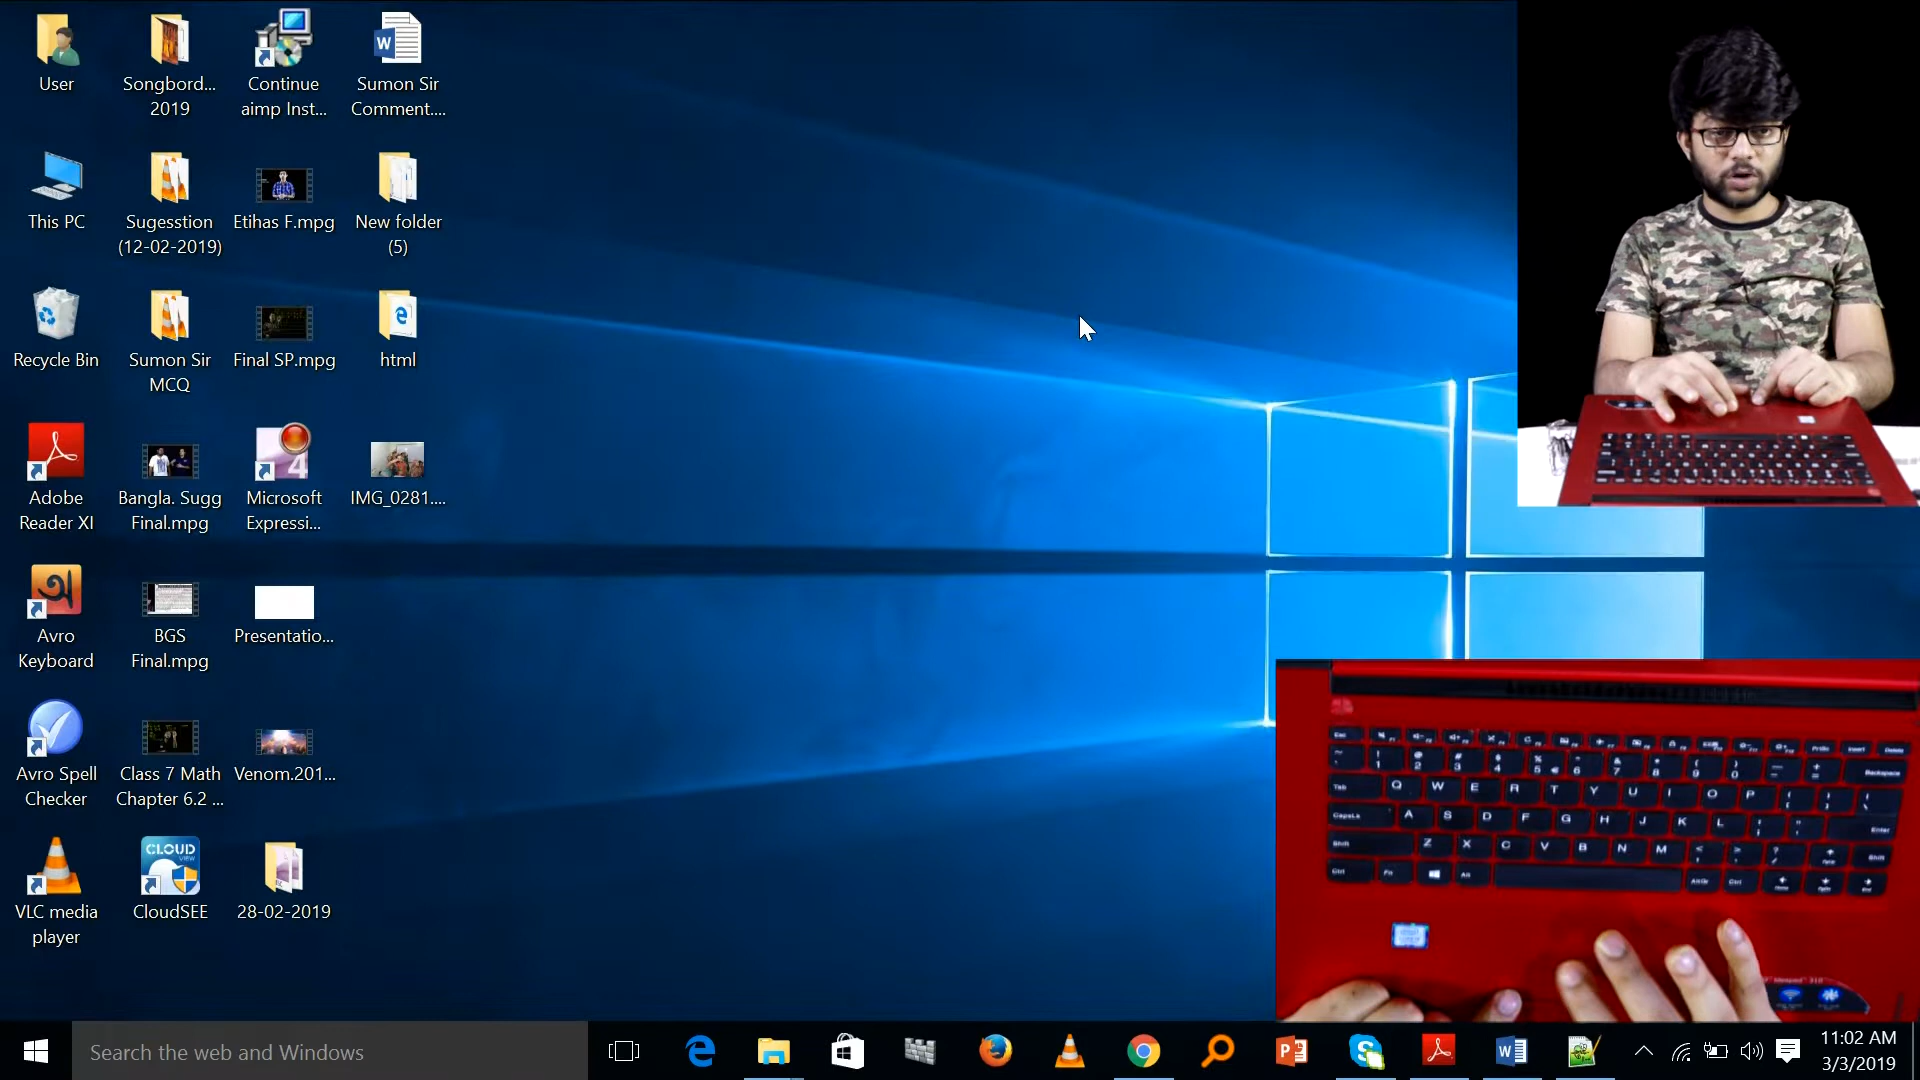 User
Songbord...
2019
Continue
aimp Inst...
Sumon Sir
Comment....
This PC
Sugesstion
(12-02-2019)
Etihas F.mpg
New folder
(5)
Recycle Bin
Sumon Sir
MCQ
Final SP.mpg
html
Adobe
Reader XI
Bangla. Sugg
Final.mpg
Microsoft
Expressi...
IMG_0281....
Avro
Keyboard
BGS
Final.mpg
Presentatio...
Avro Spell
Checker
Class 7 Math
Chapter 6.2 ...
Venom.201...
VLC media
player
CLOUD
VIEW
CloudSEE
28-02-2019
Search the web and Windows
11:02 AM
3/3/2019
Q W E R T Y U I O P
A S D F G H J K L
Z X C V B N M